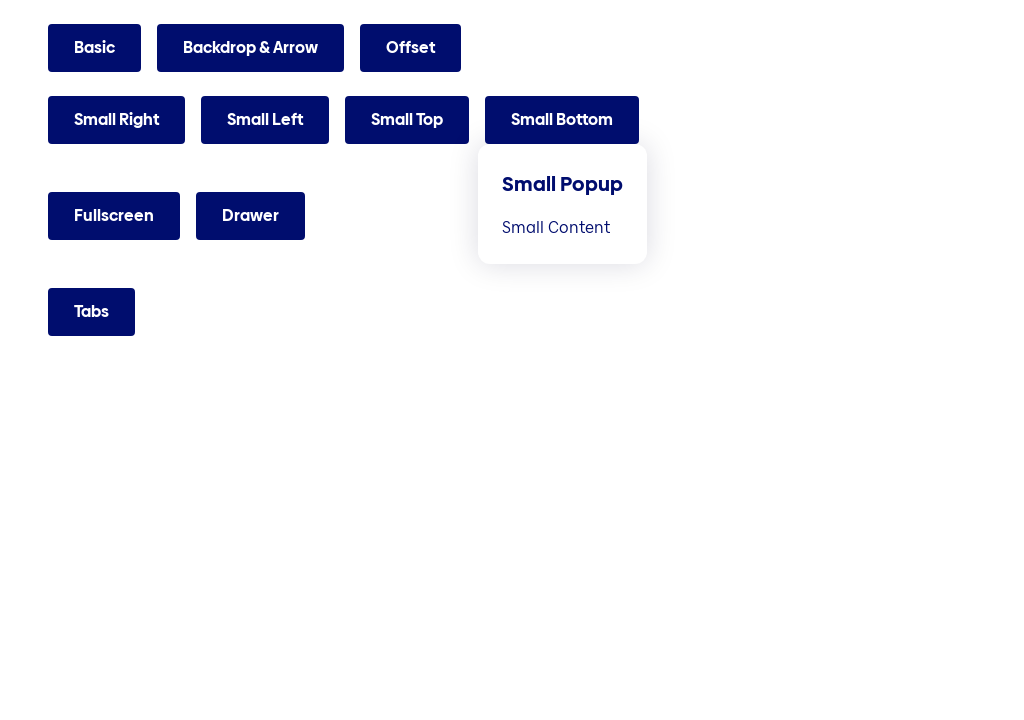 Basic
Backdrop & Arrow
Offset
Small Right
Small Left
Small Top
Small Bottom
Small Popup
Small Content
Fullscreen
Drawer
Tabs